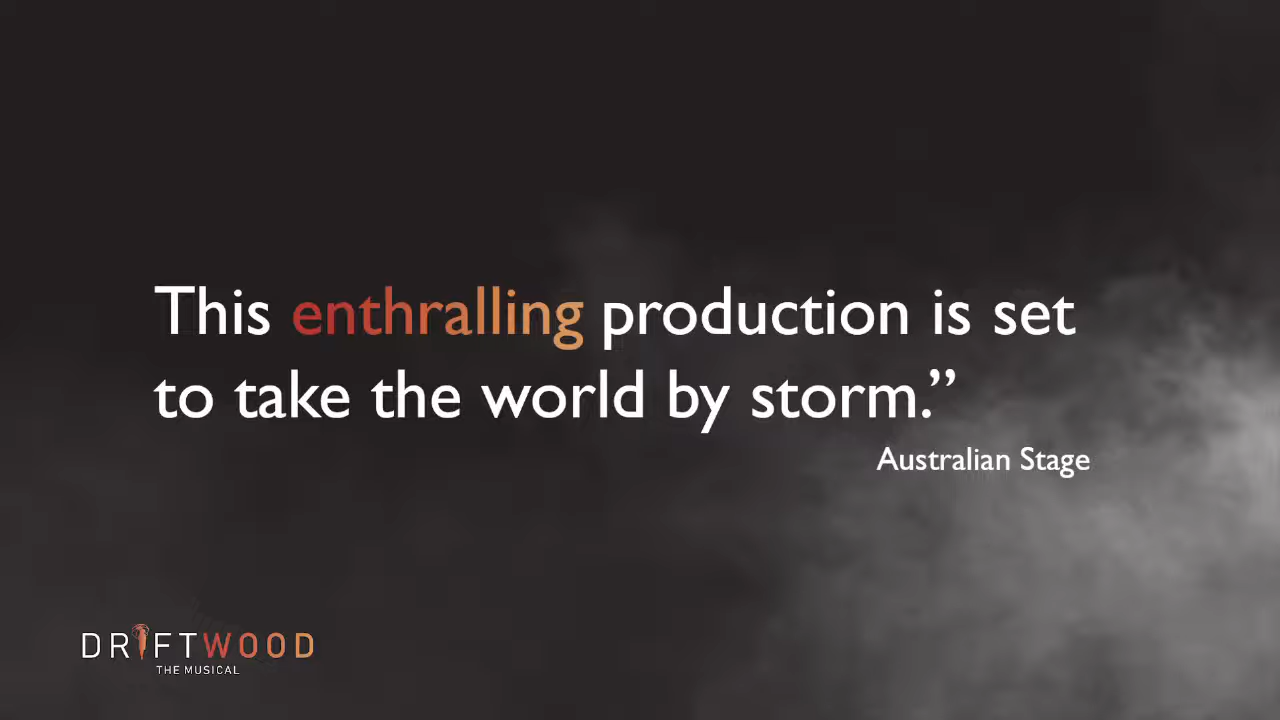 This enthralling production is set
to take the world by storm.”
Australian Stage
DRIFTWOOD
THE MUSICAL